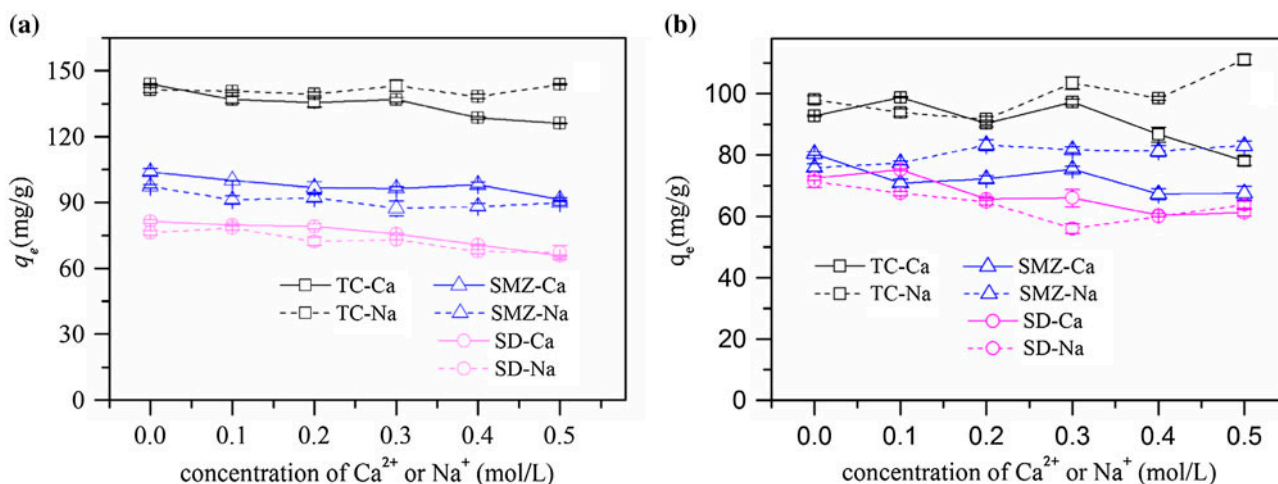 (a)
150
120
90
60
30
0
q_e(mg/g)
TC-Ca
TC-Na
SMZ-Ca
SMZ-Na
SD-Ca
SD-Na
0.0 0.1 0.2 0.3 0.4 0.5
concentration of Ca²⁺ or Na⁺ (mol/L)
(b)
100
80
60
40
20
0
q_e(mg/g)
TC-Ca
TC-Na
SMZ-Ca
SMZ-Na
SD-Ca
SD-Na
0.0 0.1 0.2 0.3 0.4 0.5
concentration of Ca²⁺ or Na⁺ (mol/L)